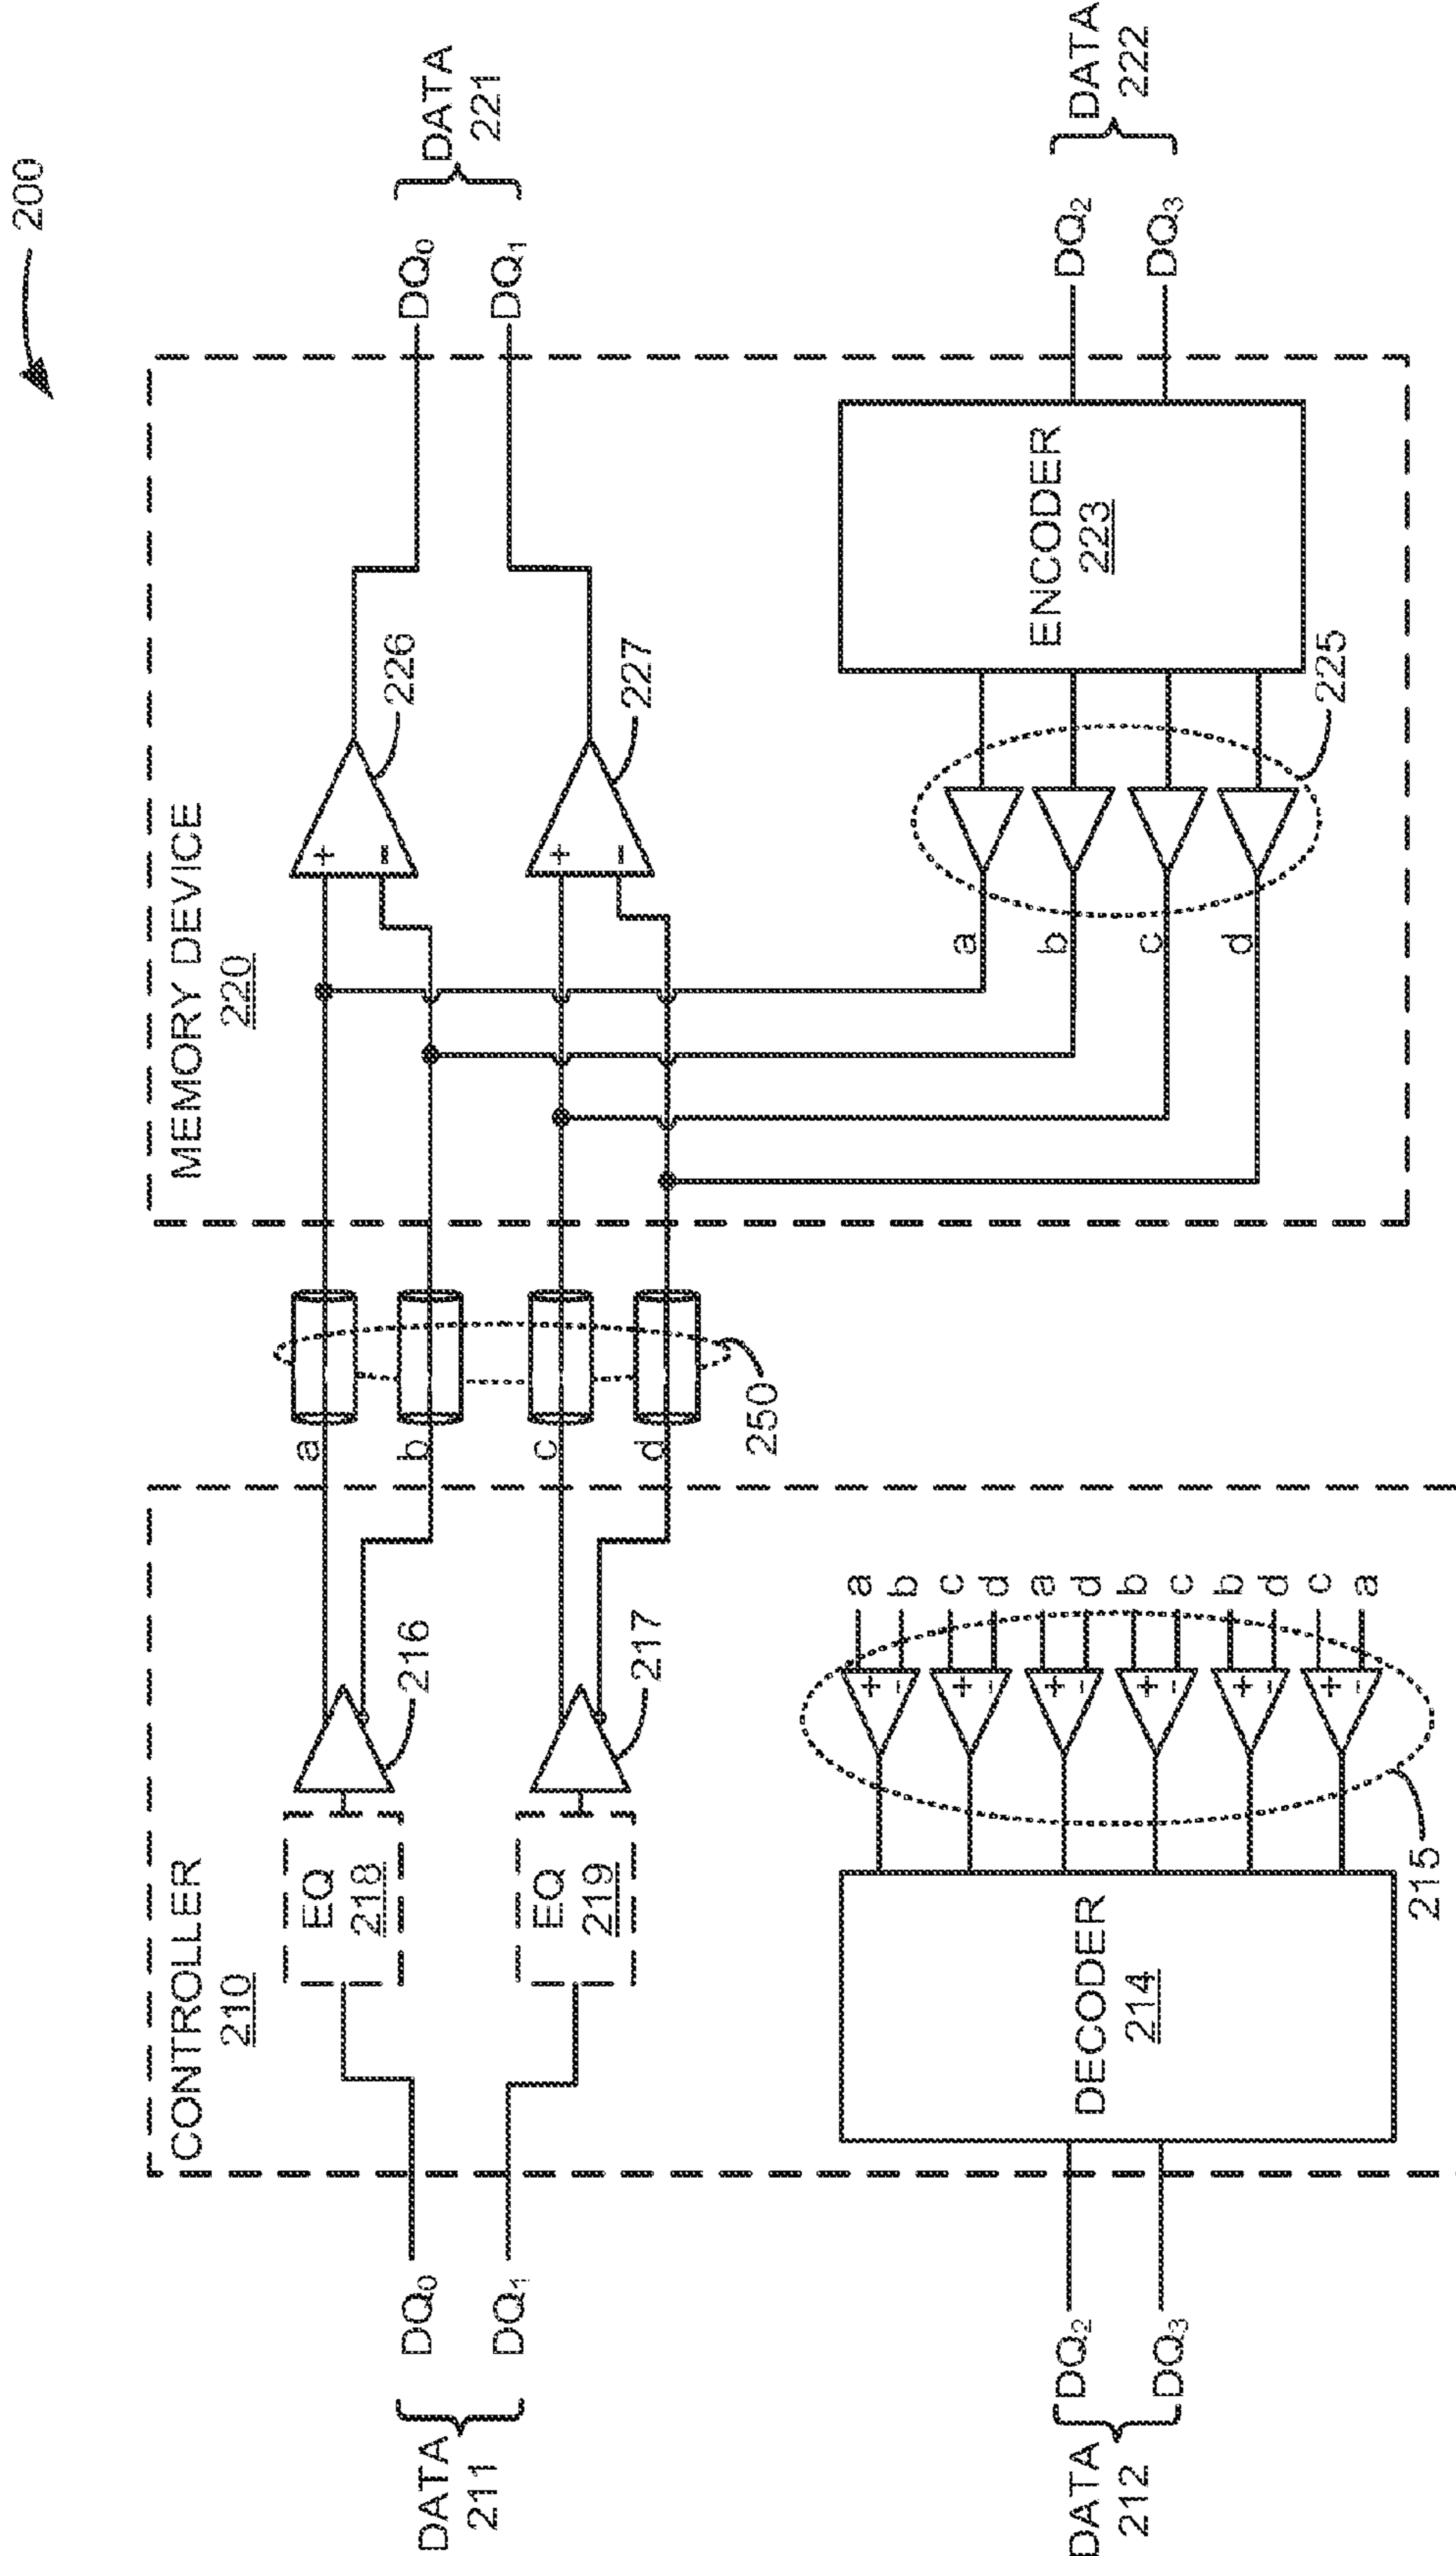 200
CONTROLLER
210
MEMORY DEVICE
220
DATA
211
DQ0
DQ1
EQ
218
EQ
219
216
217
a
b
c
d
250
+
−
226
+
−
227
DQ0
DQ1
DATA
221
DATA
212
DQ2
DQ3
DECODER
214
+
−
+
−
+
−
+
−
+
−
+
−
a
b
c
d
a
d
b
c
b
d
c
a
215
a
b
c
d
225
ENCODER
223
DQ2
DQ3
DATA
222